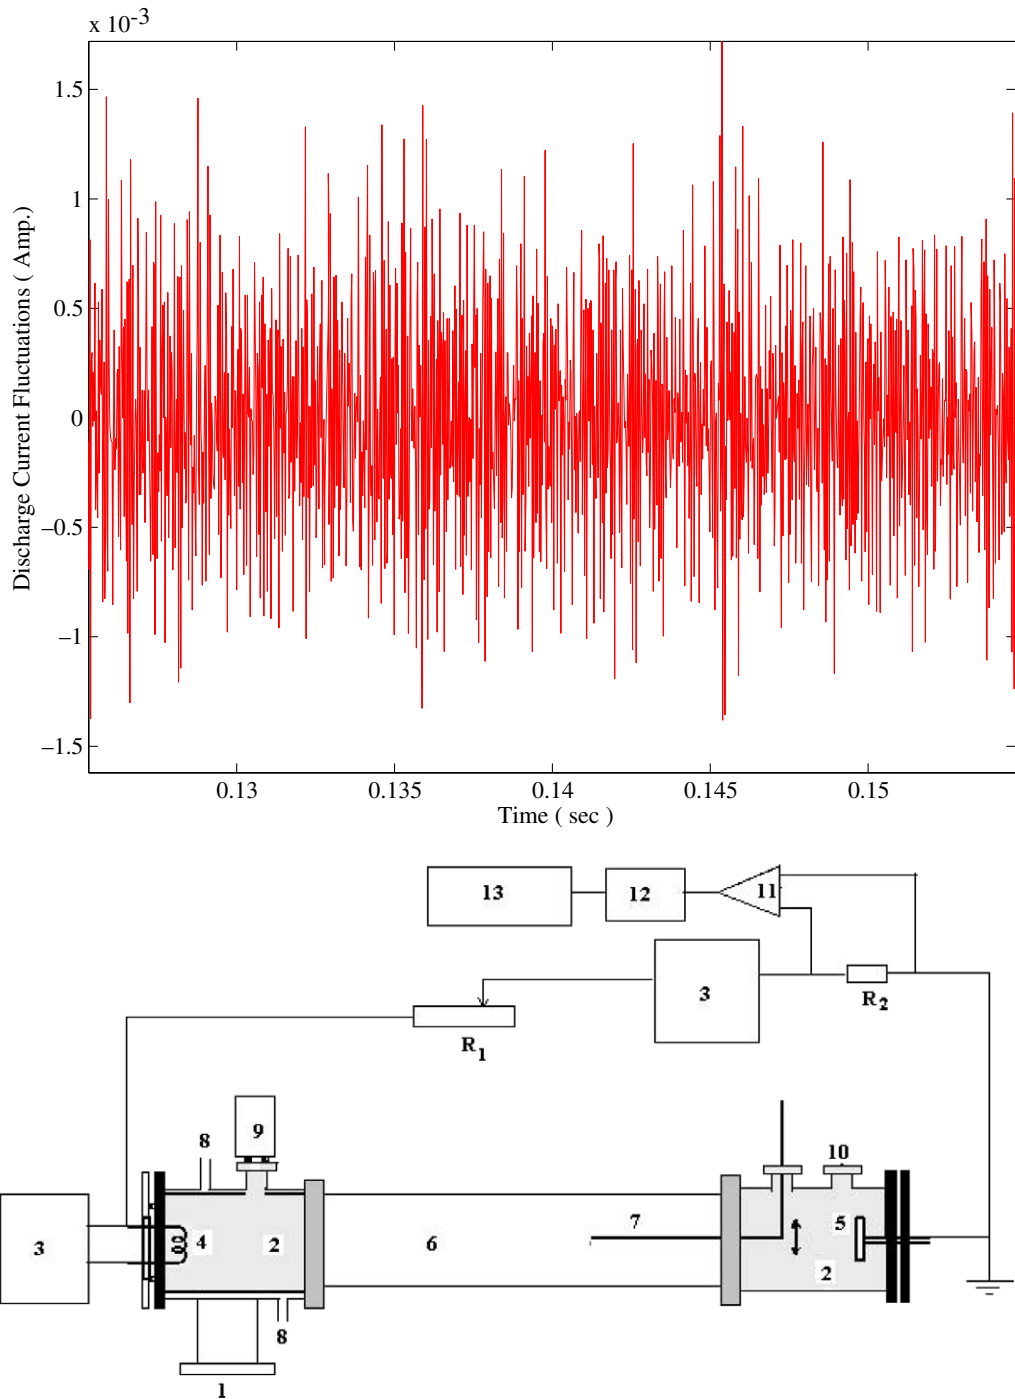 x 10⁻³
1.5
1
0.5
0
−0.5
−1
−1.5
Discharge Current Fluctuations ( Amp.)
0.13 0.135 0.14 0.145 0.15
Time ( sec )
13 12 11
3 R₂
R₁
8 9 10
3 4 2 6 7 5
2
8
1